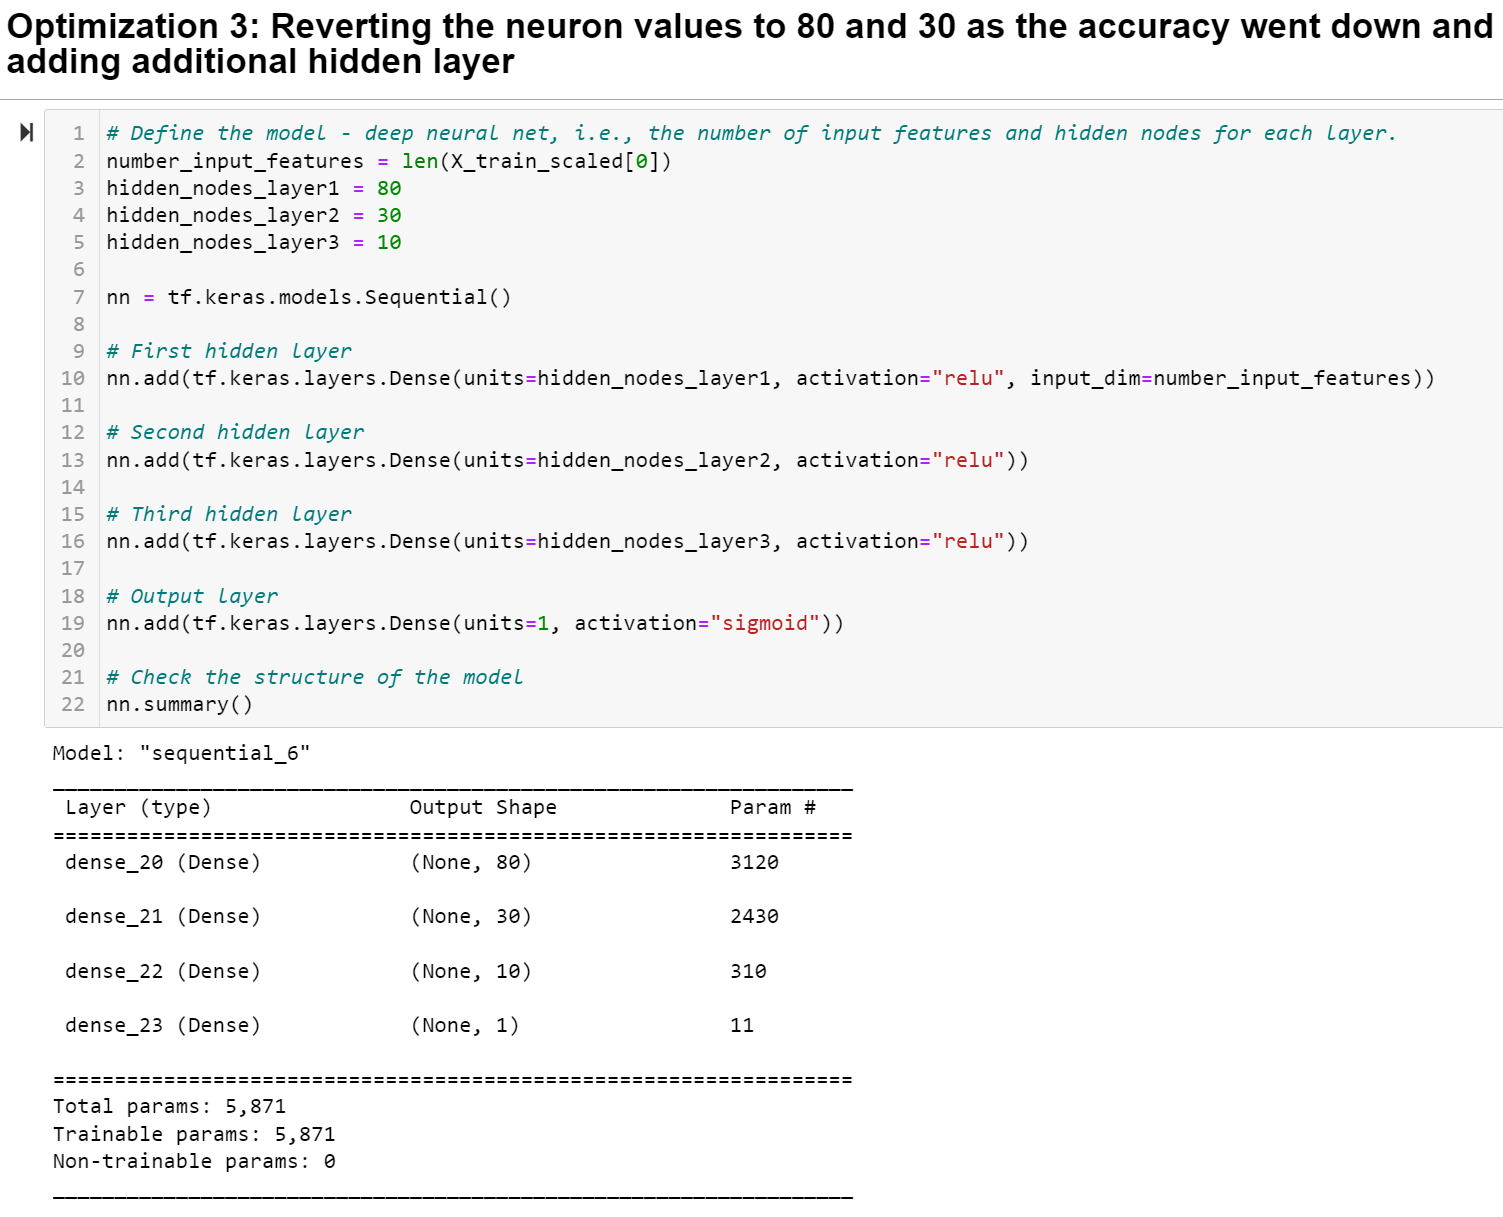 Optimization 3: Reverting the neuron values to 80 and 30 as the accuracy went down and
adding additional hidden layer
1 # Define the model - deep neural net, i.e., the number of input features and hidden nodes for each layer.
2 number_input_features = len(X_train_scaled[0])
3 hidden_nodes_layer1 = 80
4 hidden_nodes_layer2 = 30
5 hidden_nodes_layer3 = 10
6
7 nn = tf.keras.models.Sequential()
8
9 # First hidden layer
10 nn.add(tf.keras.layers.Dense(units=hidden_nodes_layer1, activation="relu", input_dim=number_input_features))
11
12 # Second hidden layer
13 nn.add(tf.keras.layers.Dense(units=hidden_nodes_layer2, activation="relu"))
14
15 # Third hidden layer
16 nn.add(tf.keras.layers.Dense(units=hidden_nodes_layer3, activation="relu"))
17
18 # Output layer
19 nn.add(tf.keras.layers.Dense(units=1, activation="sigmoid"))
20
21 # Check the structure of the model
22 nn.summary()
Model: "sequential_6"
_________________________________________________________________
Layer (type) Output Shape Param #
=================================================================
dense_20 (Dense) (None, 80) 3120
dense_21 (Dense) (None, 30) 2430
dense_22 (Dense) (None, 10) 310
dense_23 (Dense) (None, 1) 11
=================================================================
Total params: 5,871
Trainable params: 5,871
Non-trainable params: 0
_________________________________________________________________